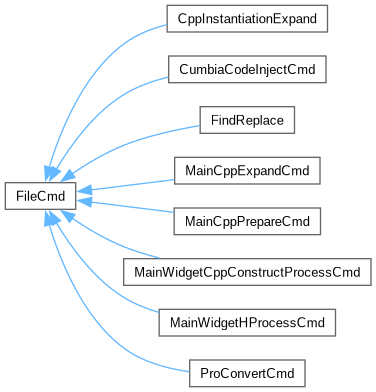 CppInstantiationExpand
CumbiaCodeInjectCmd
FindReplace
MainCppExpandCmd
FileCmd
MainCppPrepareCmd
MainWidgetCppConstructProcessCmd
MainWidgetHProcessCmd
ProConvertCmd